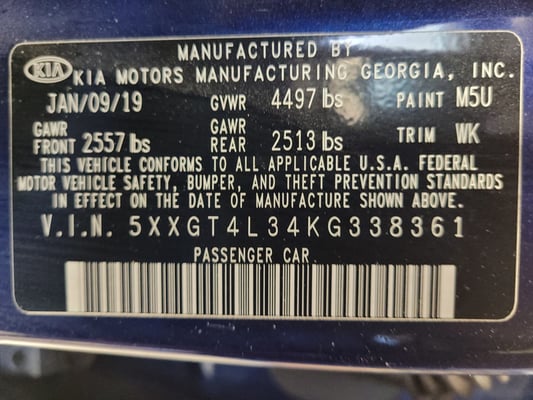 MANUFACTURED BY
KIA KIA MOTORS MANUFACTURING GEORGIA, INC.
JAN/09/19 GVWR 4497 lbs PAINT M5U
GAWR FRONT 2557 lbs GAWR REAR 2513 lbs TRIM WK
THIS VEHICLE CONFORMS TO ALL APPLICABLE U.S.A. FEDERAL
MOTOR VEHICLE SAFETY, BUMPER, AND THEFT PREVENTION STANDARDS
IN EFFECT ON THE DATE OF MANUFACTURE SHOWN ABOVE.
V.I.N. 5XXGT4L34KG338361
PASSENGER CAR